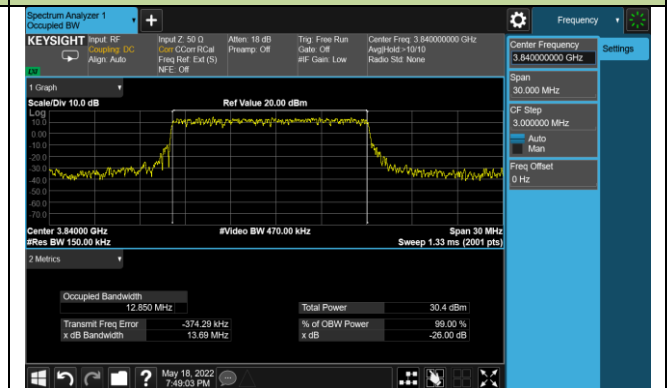 Spectrum Analyzer 1
Occupied BW
+
Frequency
KEYSIGHT Input: RF
Coupling: DC
Align: Auto
Input Z: 50 Ω
Corr CCorr RCal
Freq Ref: Ext (S)
NFE: Off
Atten: 18 dB
Preamp: Off
Trig: Free Run
Gate: Off
#IF Gain: Low
Center Freq: 3.840000000 GHz
Avg|Hold:>10/10
Radio Std: None
LW
Center Frequency
3.840000000 GHz
Settings
Span
30.000 MHz
CF Step
3.000000 MHz
Auto
Man
Freq Offset
0 Hz
1 Graph
Scale/Div 10.0 dB
Ref Value 20.00 dBm
Log
10.0
0.00
-10.0
-20.0
-30.0
-40.0
-50.0
-60.0
-70.0
Center 3.84000 GHz
#Video BW 470.00 kHz
Span 30 MHz
#Res BW 150.00 kHz
Sweep 1.33 ms (2001 pts)
2 Metrics
Occupied Bandwidth
12.850 MHz
Total Power 30.4 dBm
Transmit Freq Error -374.29 kHz
% of OBW Power 99.00 %
x dB Bandwidth 13.69 MHz
x dB -26.00 dB
?
May 18, 2022
7:49:03 PM